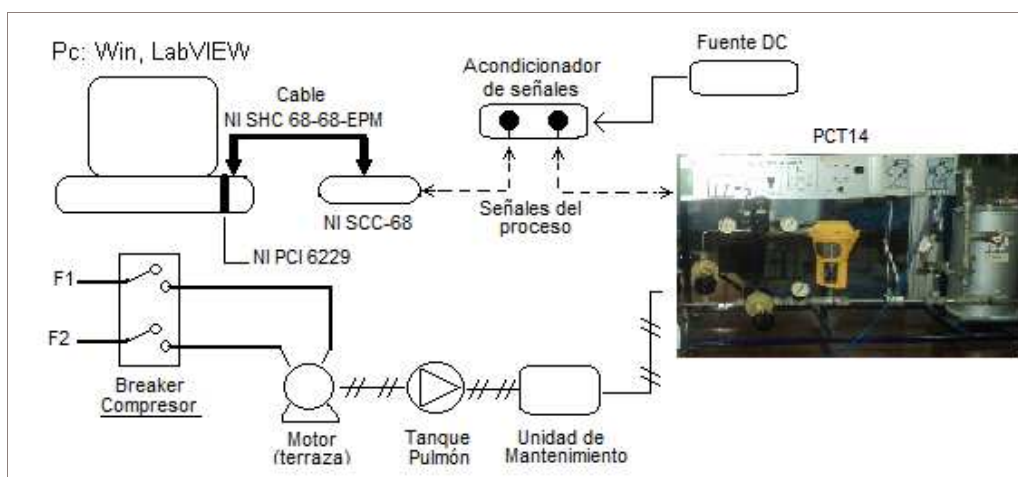 Pc: Win, LabVIEW
Cable
NI SHC 68-68-EPM
Acondicionador
de señales
Fuente DC
PCT14
NI SCC-68
Señales del
proceso
NI PCI 6229
F1
F2
Breaker
Compresor
Motor
(terraza)
Tanque
Pulmón
Unidad de
Mantenimiento